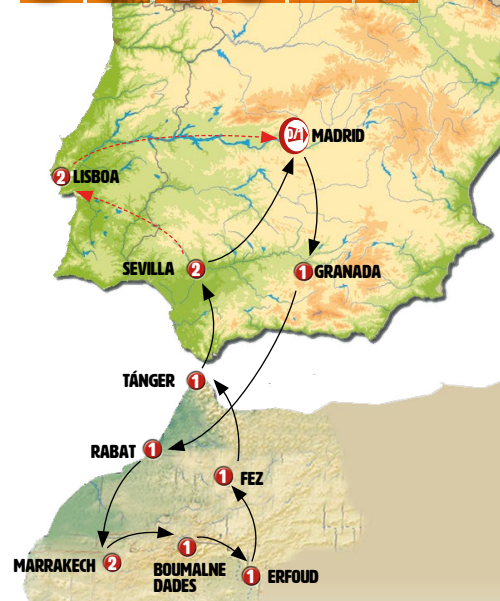 D/1 MADRID
2 LISBOA
SEVILLA 2
1 GRANADA
TÁNGER 1
RABAT 1
1 FEZ
MARRAKECH 2
1
BOUMALNE
DADES
1 ERFOUD